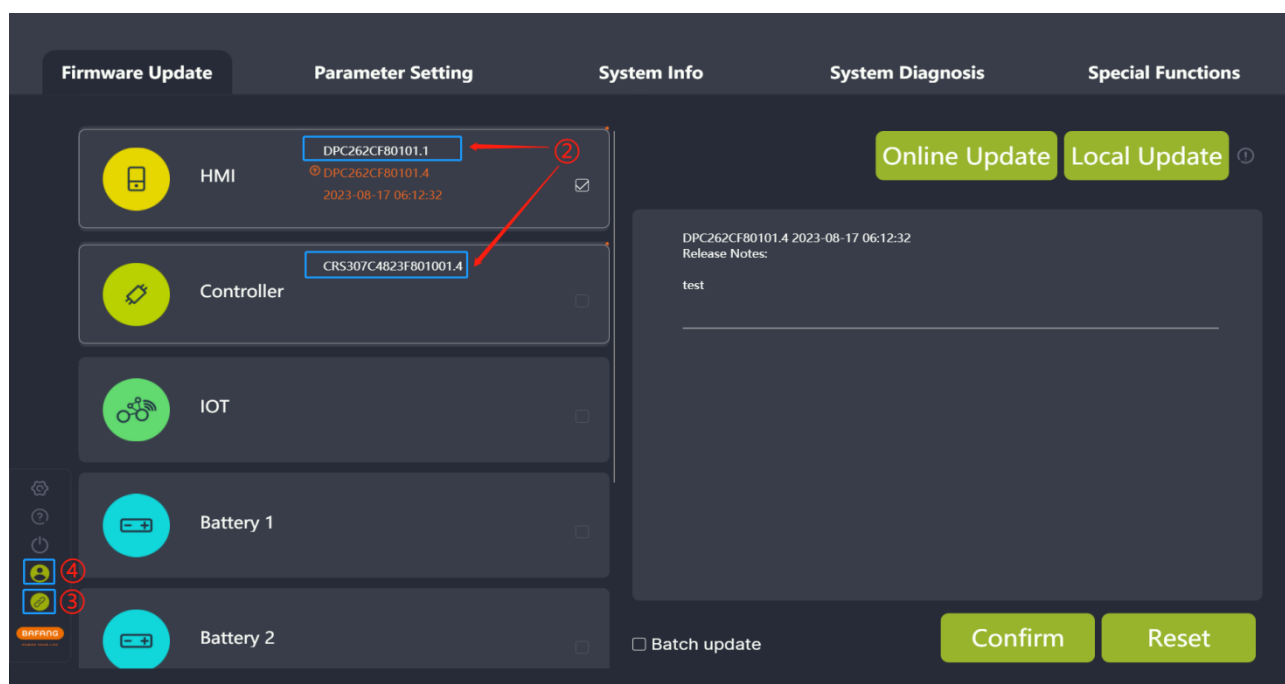 Firmware Update
Parameter Setting
System Info
System Diagnosis
Special Functions
HMI
DPC262CF80101.1
DPC262CF80101.4
2023-08-17 06:12:32
②
Online Update
Local Update
Controller
CRS307C4823F801001.4
DPC262CF80101.4 2023-08-17 06:12:32
Release Notes:
test
IOT
Battery 1
④
③
BAFANG
Battery 2
Batch update
Confirm
Reset